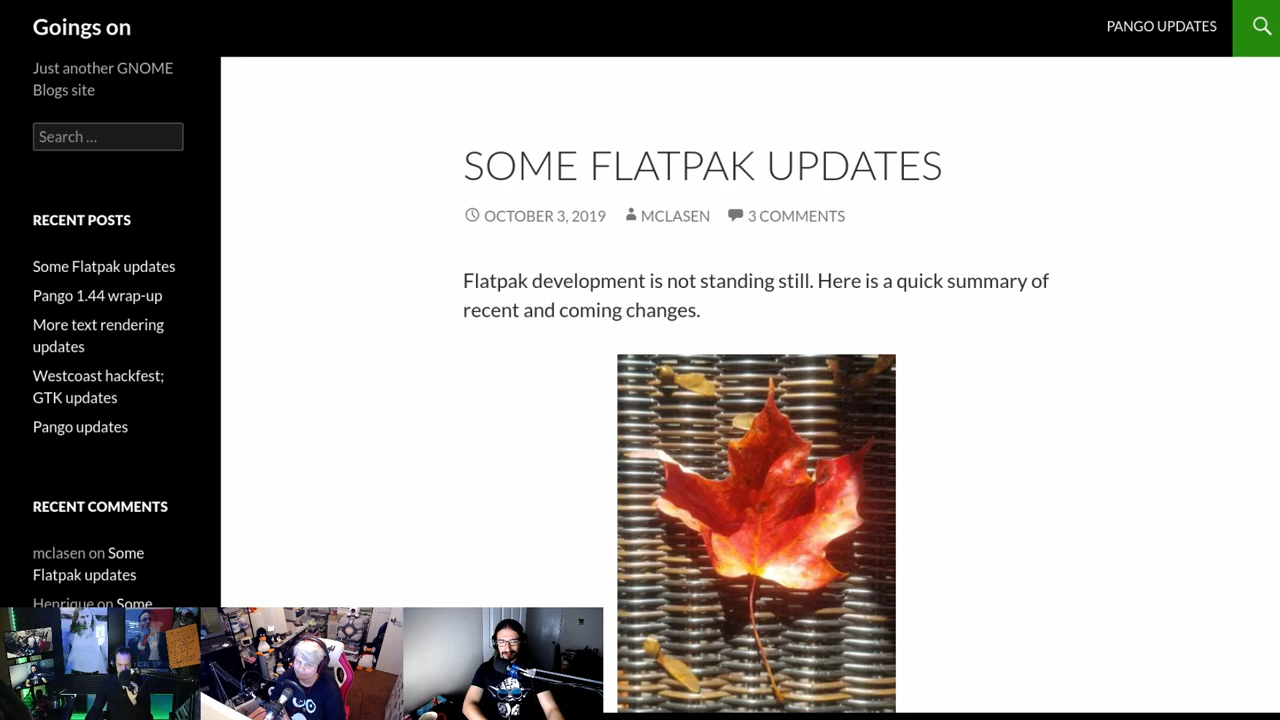 Goings on
PANGO UPDATES
Just another GNOME
Blogs site
Search ...
RECENT POSTS
Some Flatpak updates
Pango 1.44 wrap-up
More text rendering
updates
Westcoast hackfest;
GTK updates
Pango updates
RECENT COMMENTS
mclasen on Some
Flatpak updates
Henrique on Some
SOME FLATPAK UPDATES
OCTOBER 3, 2019 MCLASEN 3 COMMENTS
Flatpak development is not standing still. Here is a quick summary of
recent and coming changes.